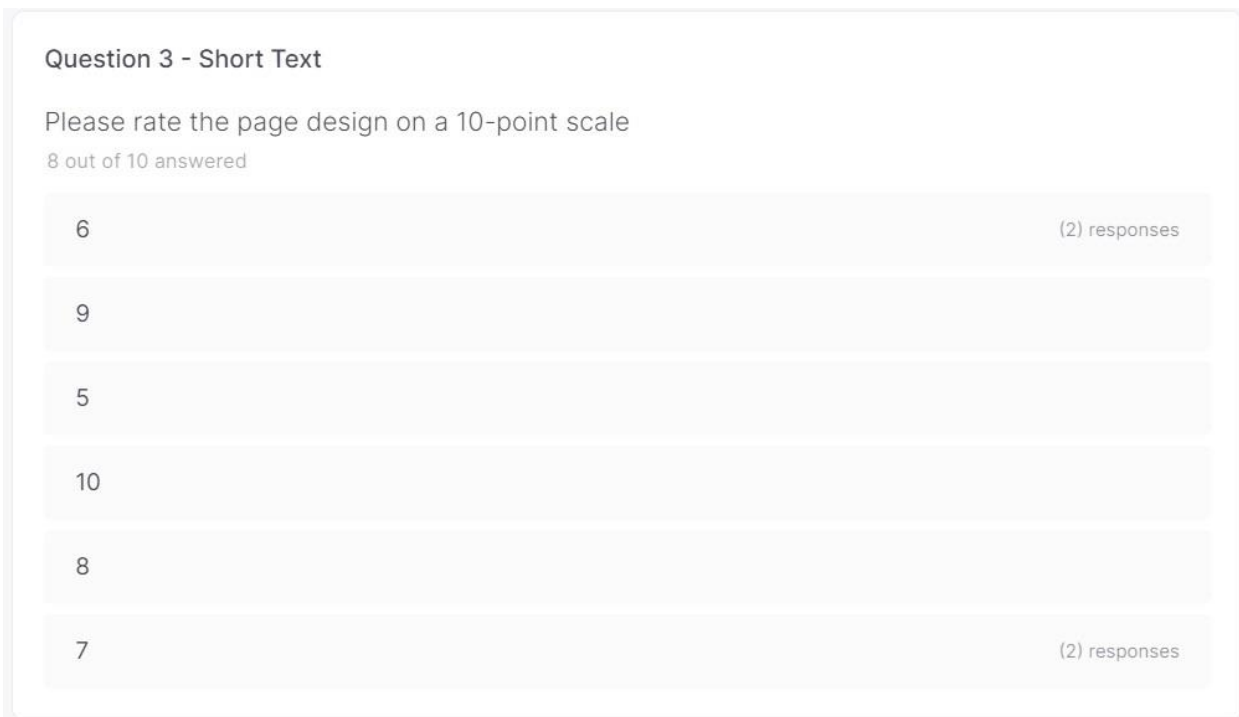 Question 3 - Short Text
Please rate the page design on a 10-point scale
8 out of 10 answered
6 (2) responses
9
5
10
8
7 (2) responses